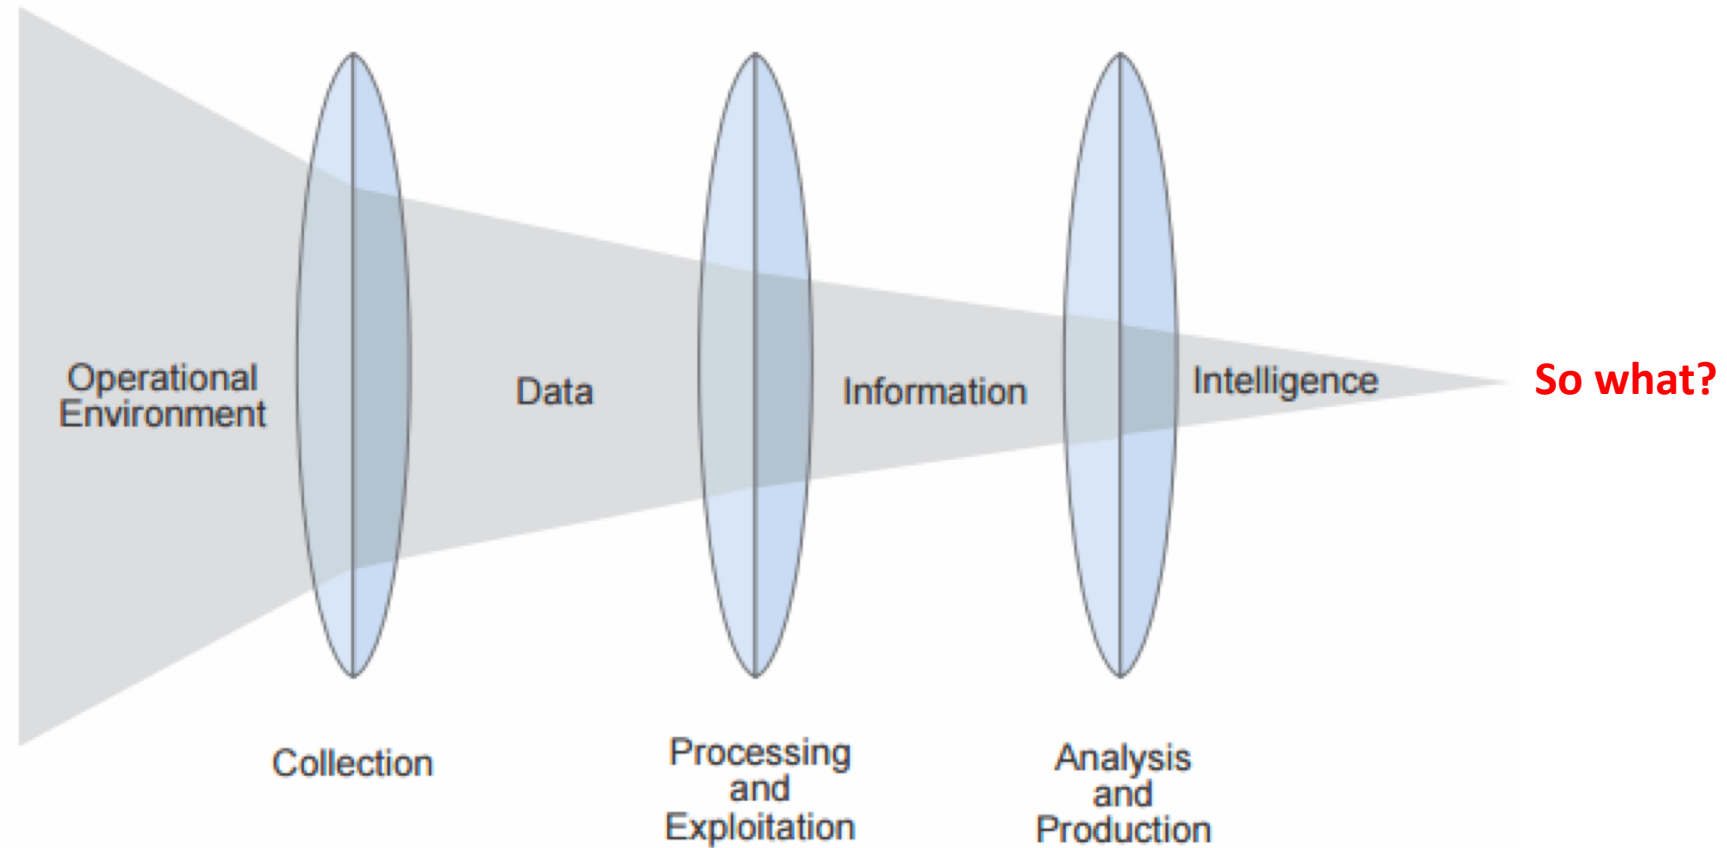 Operational
Environment
Data
Information
Intelligence
So what?
Collection
Processing
and
Exploitation
Analysis
and
Production